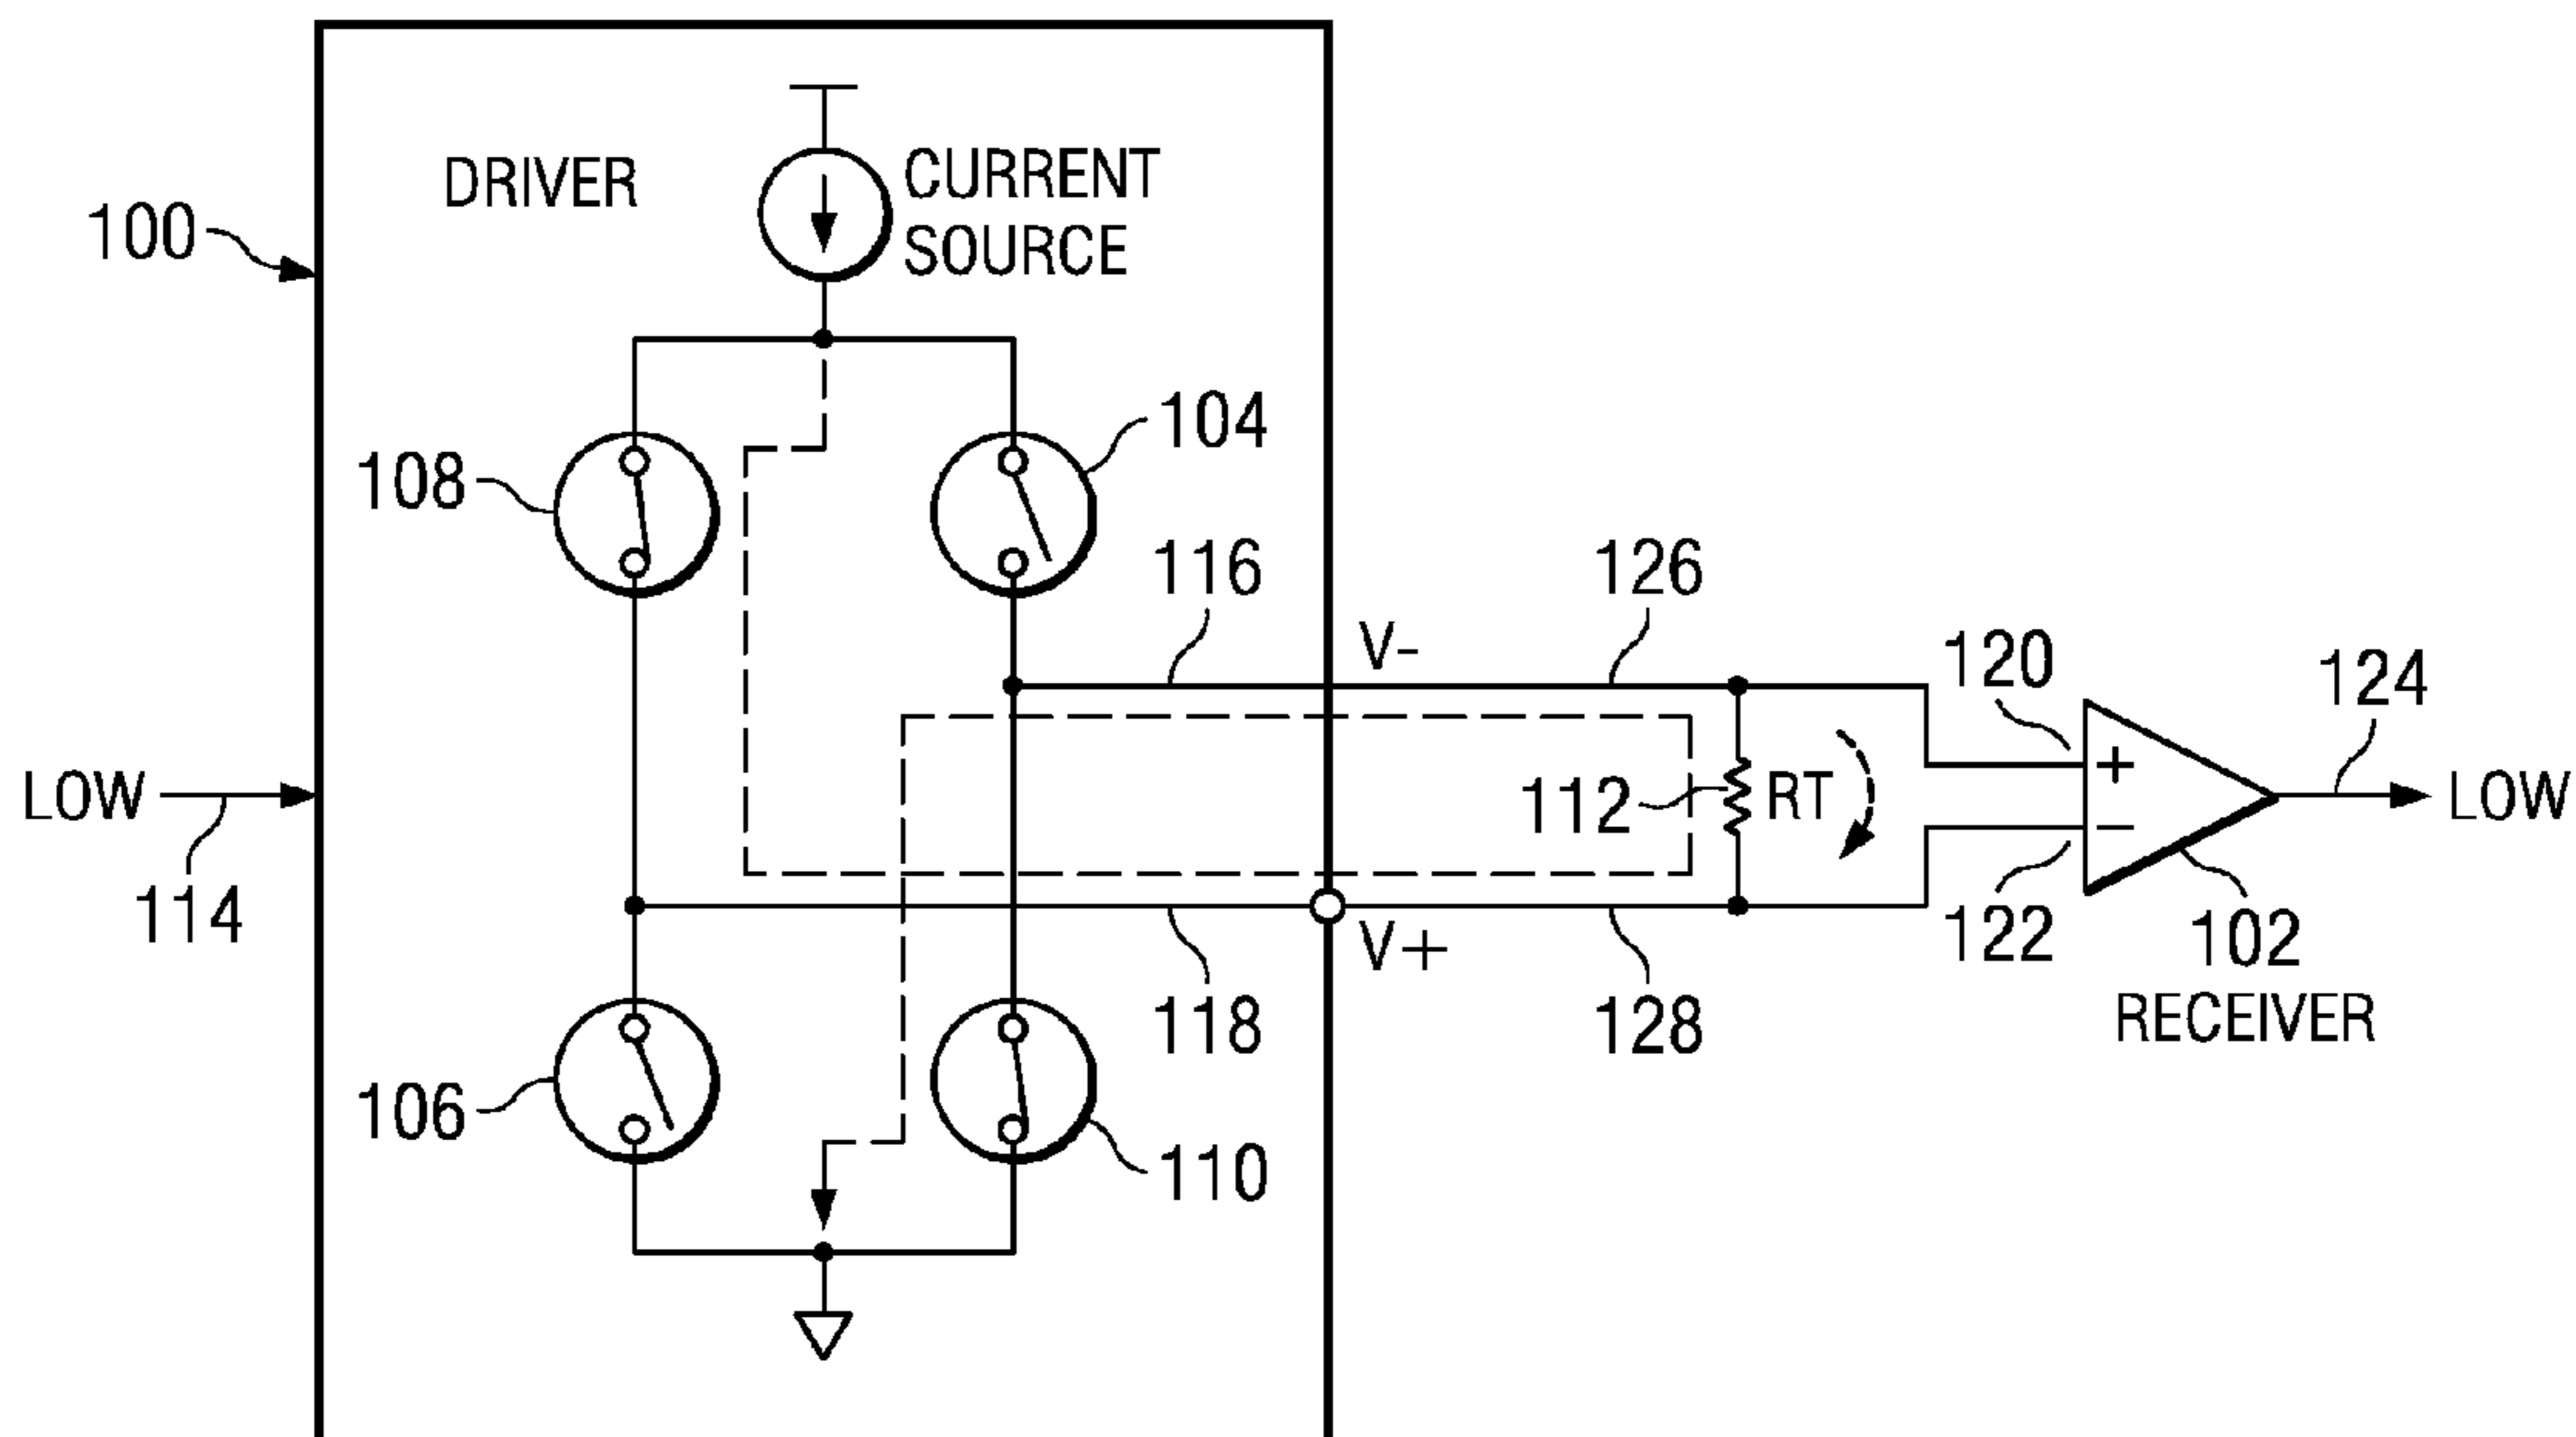 DRIVER
CURRENT
SOURCE
100
104
108
116
126
V-
120
124
LOW
114
112
RT
+
−
LOW
V+
122
102
RECEIVER
118
128
106
110